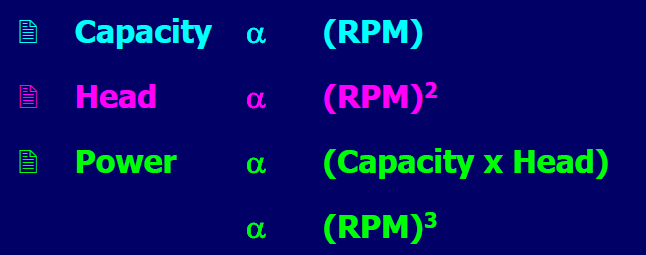 Capacity α (RPM)
Head α (RPM)²
Power α (Capacity x Head)
α (RPM)³